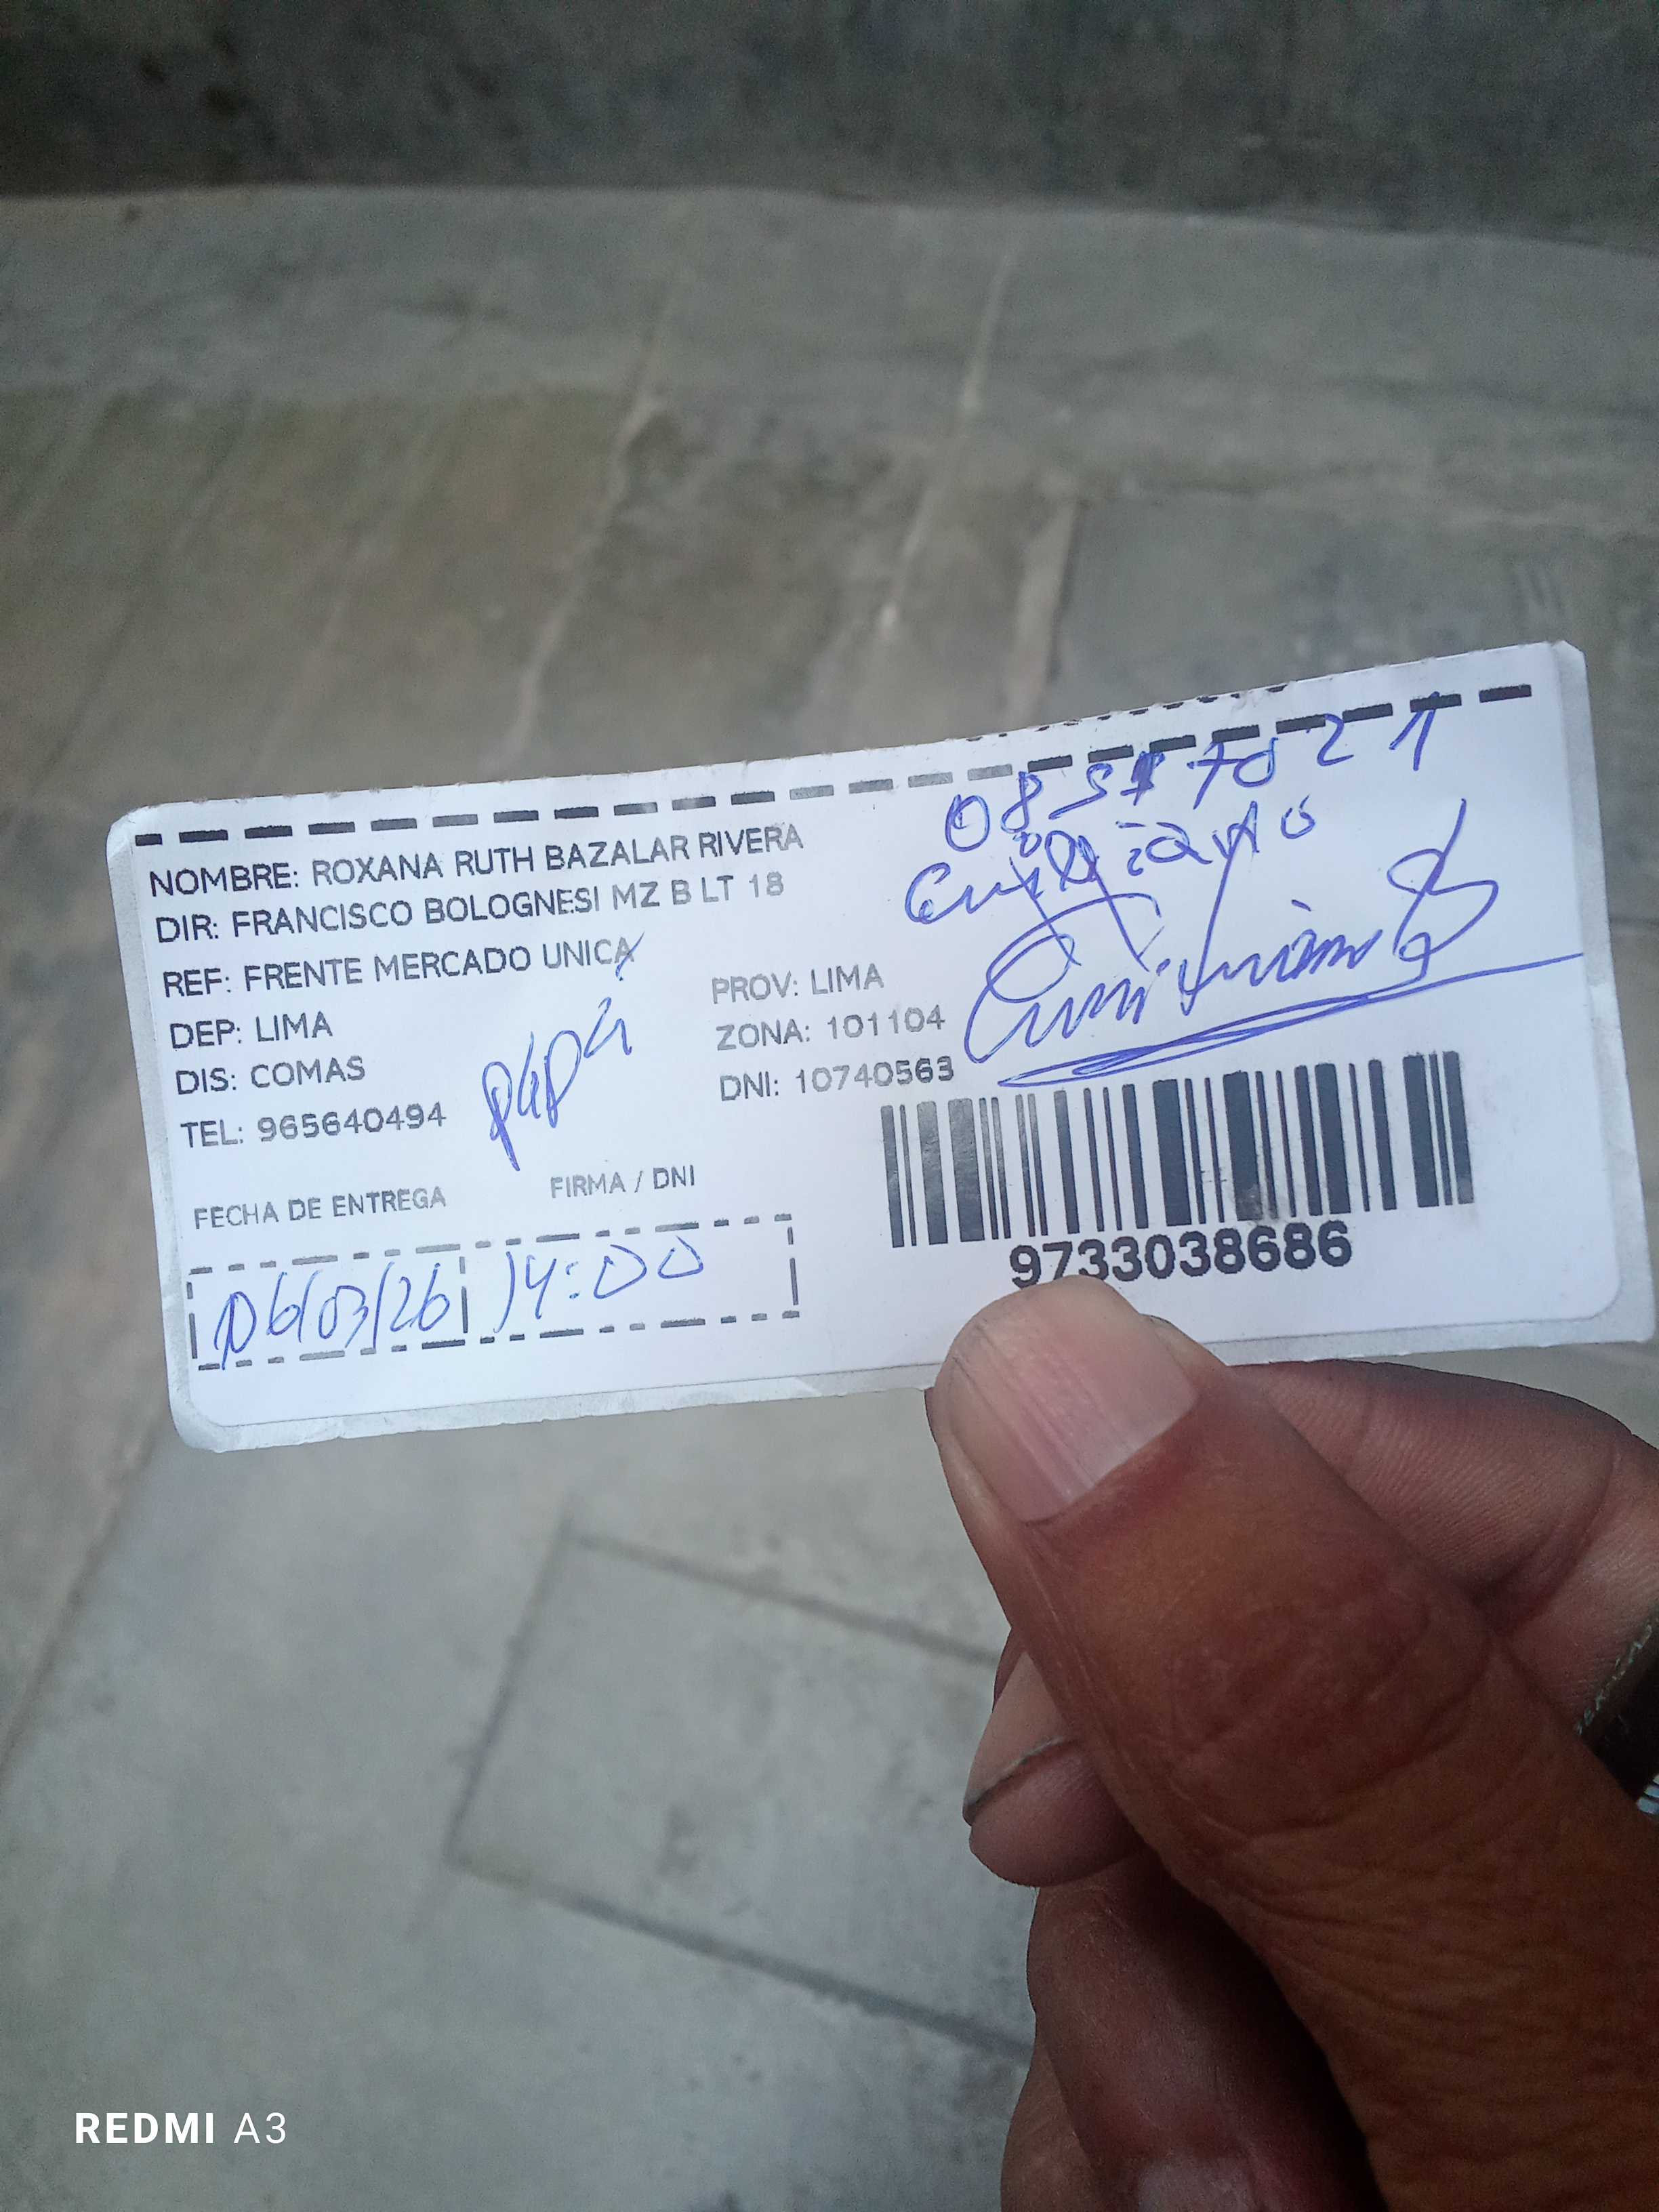 NOMBRE: ROXANA RUTH BAZALAR RIVERA
DIR: FRANCISCO BOLOGNESI MZ B LT 18
REF: FRENTE MERCADO UNICA
DEP: LIMA
PROV: LIMA
DIS: COMAS
ZONA: 101104
TEL: 965640494
DNI: 10740563
papá
FECHA DE ENTREGA
FIRMA / DNI
06/03/26
14:00
9733038686
REDMI A3